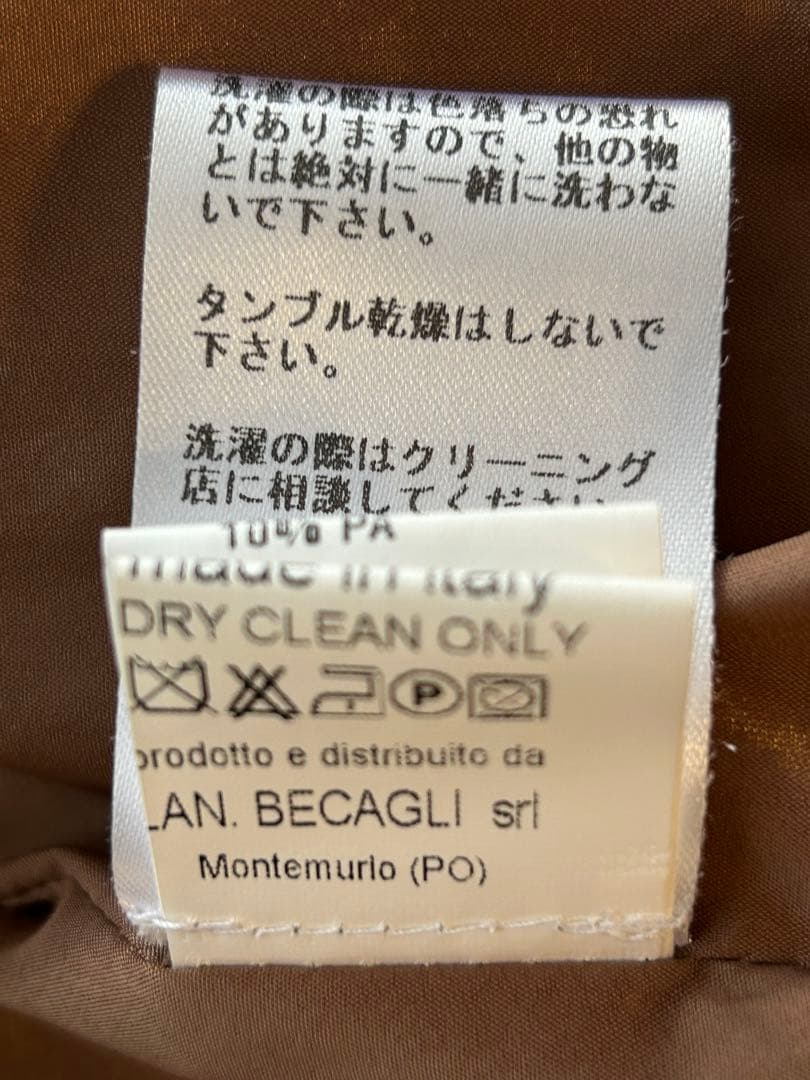 洗濯の際は色落ちの恐れ
がありますので、他の物
とは絶対に一緒に洗わな
いで下さい。
タンブル乾燥はしないで
下さい。
洗濯の際はクリーニング
店に相談してください
10% PA
made in Italy
DRY CLEAN ONLY
P
prodotto e distribuito da
LAN. BECAGLI srl
Montemurlo (PO)